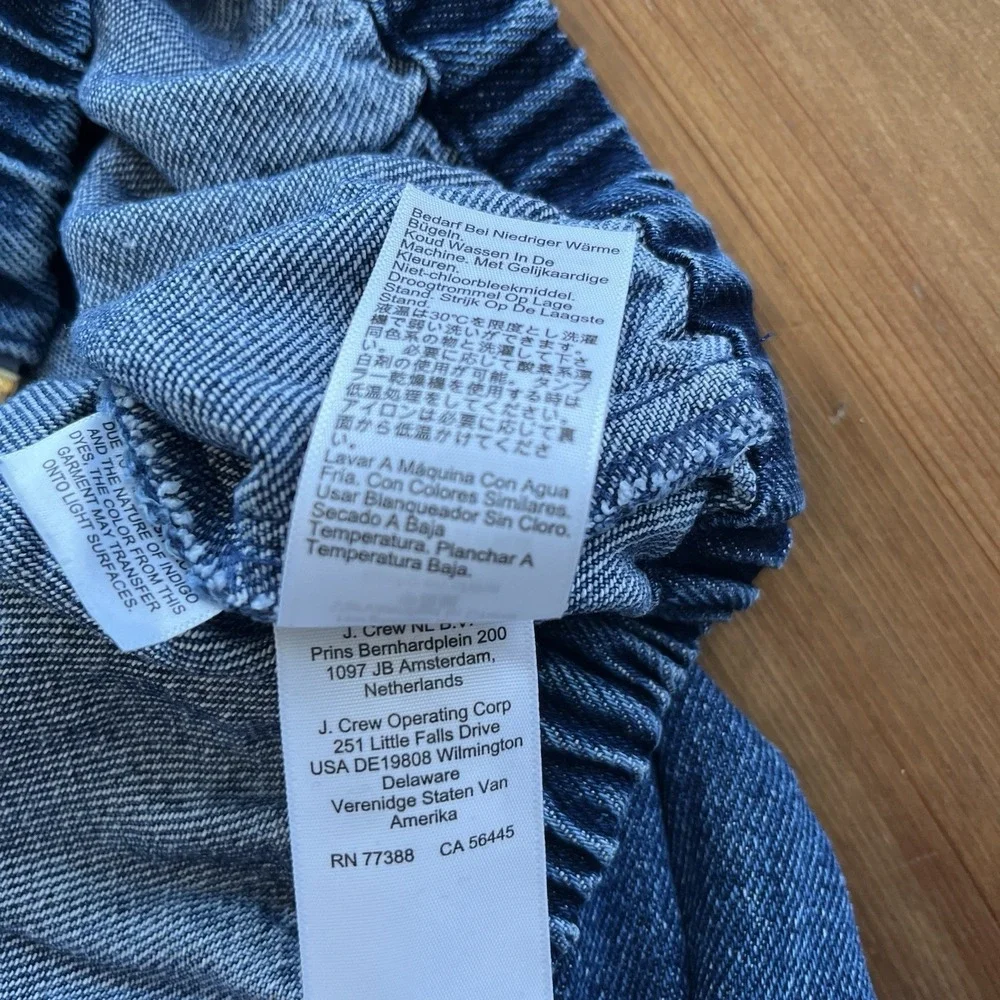 Bedarf Bei Niedriger Wärme
Bügeln.
Koud Wassen In De
Machine. Met Gelijkaardige
Kleuren.
Niet-chloorbleekmiddel.
Droogtrommel Op Lage
Stand. Strijk Op De Laagste
Stand.
液温は30℃を限度とし洗濯
機で弱い洗いができます。
同色系の物と洗濯して下さ
い。必要に応じて酸素系漂
白剤の使用が可能。タンブ
ラー乾燥機を使用する時は
低温処理をしてください。
アイロンは必要に応じて裏
面から低温かけてくださ
い。
Lavar A Máquina Con Agua
Fría. Con Colores Similares.
Usar Blanqueador Sin Cloro.
Secado A Baja
Temperatura. Planchar A
Temperatura Baja.
DUE TO
AND THE NATURE OF INDIGO
DYES, THE COLOR FROM THIS
GARMENT MAY TRANSFER
ONTO LIGHT SURFACES.
J. Crew NL B.V.
Prins Bernhardplein 200
1097 JB Amsterdam,
Netherlands
J. Crew Operating Corp
251 Little Falls Drive
USA DE19808 Wilmington
Delaware
Verenidge Staten Van
Amerika
RN 77388 CA 56445